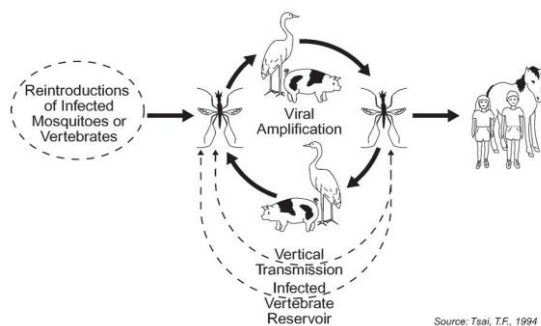 Reintroductions
of Infected
Mosquitoes or
Vertebrates
Viral
Amplification
Vertical
Transmission
Infected
Vertebrate
Reservoir
Source: Tsai, T.F., 1994